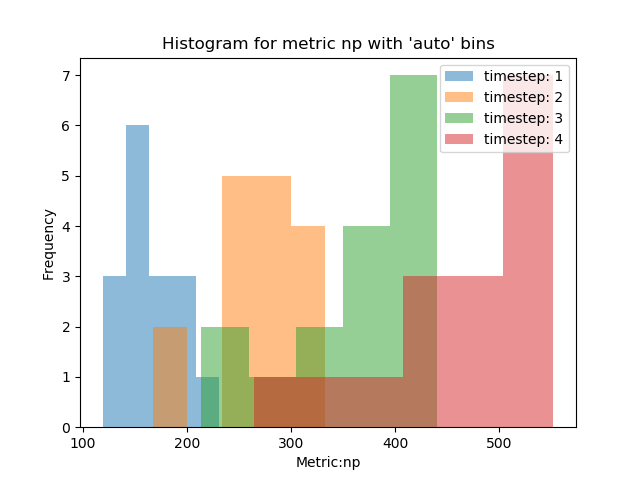 Histogram for metric np with 'auto' bins
timestep: 1
timestep: 2
timestep: 3
timestep: 4
Frequency
7
6
5
4
3
2
1
0
100 200 300 400 500
Metric:np